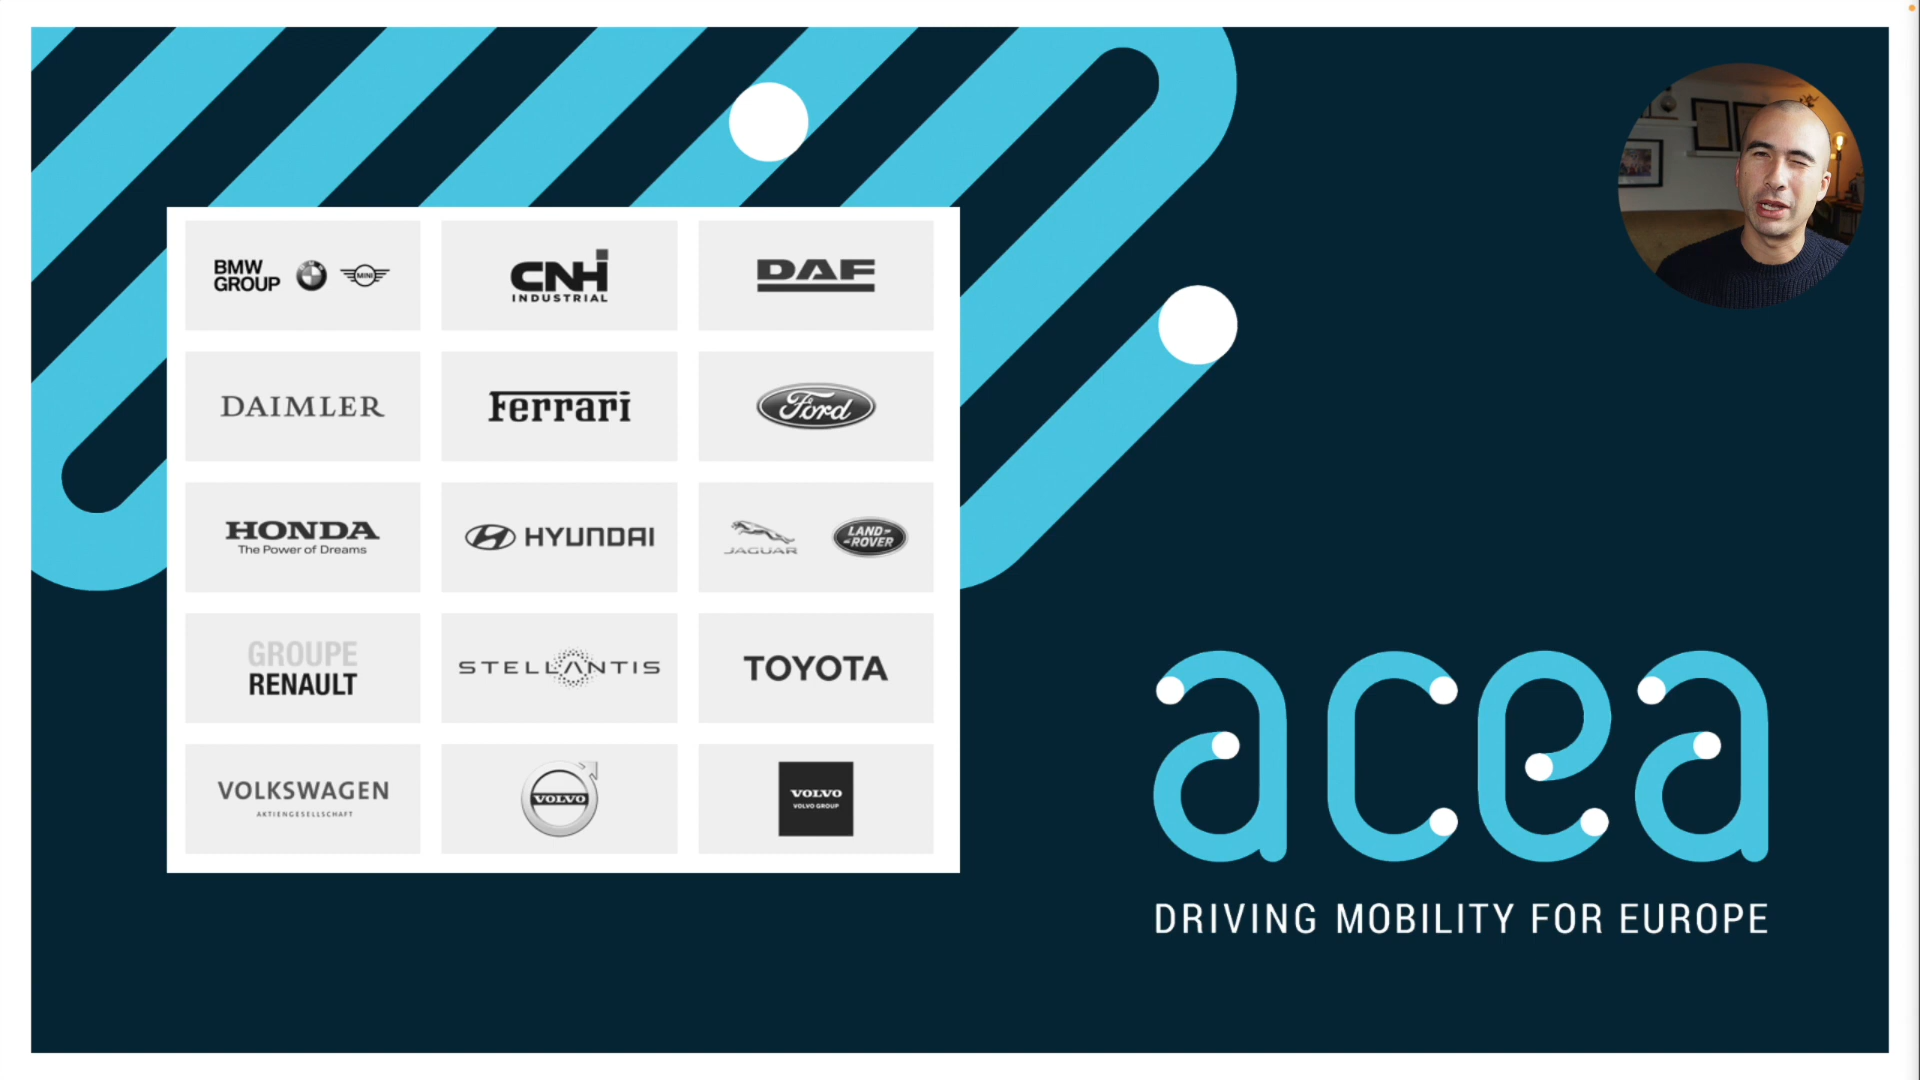 BMW
GROUP
MINI
CNH
INDUSTRIAL
DAF
DAIMLER
Ferrari
Ford
HONDA
The Power of Dreams
HYUNDAI
JAGUAR
LAND-
-ROVER
GROUPE
RENAULT
STELLANTIS
TOYOTA
VOLKSWAGEN
AKTIENGESELLSCHAFT
VOLVO
VOLVO
VOLVO GROUP
acea
DRIVING MOBILITY FOR EUROPE